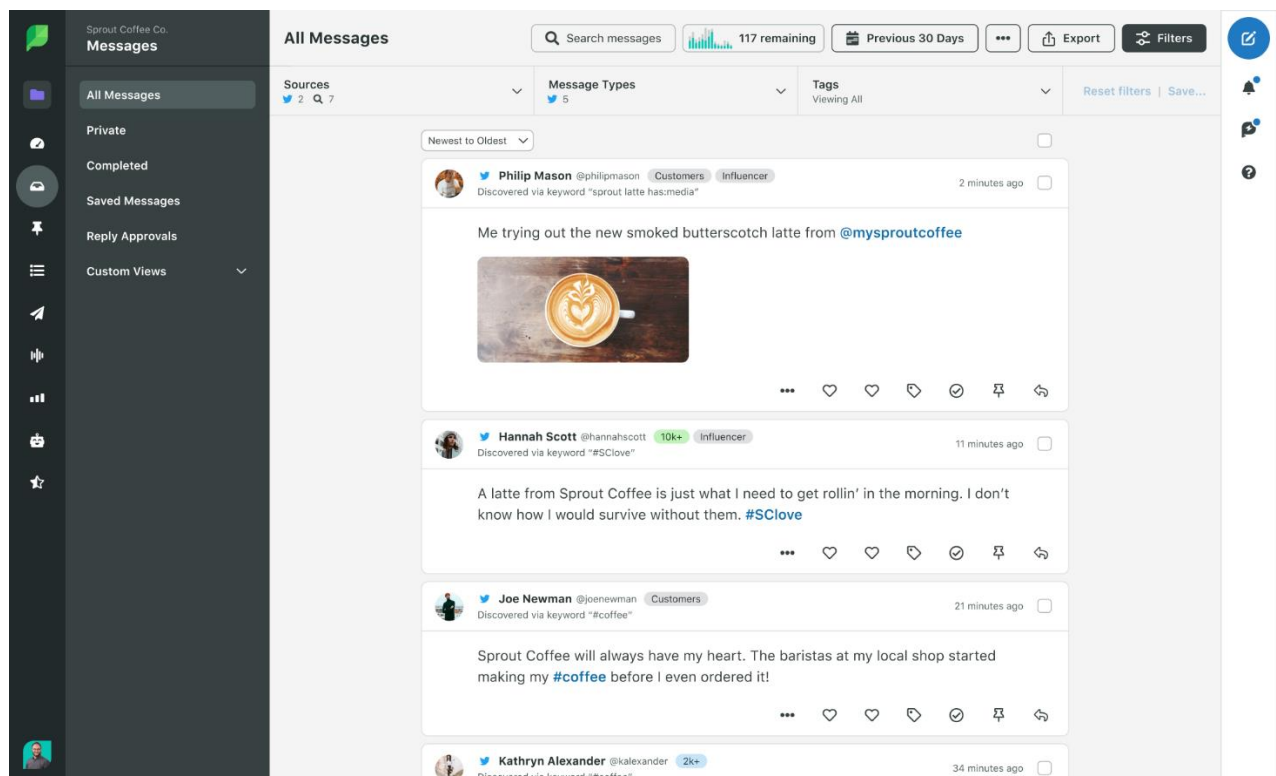 Sprout Coffee Co.
Messages
All Messages
Private
Completed
Saved Messages
Reply Approvals
Custom Views
All Messages
Search messages
117 remaining
Previous 30 Days
Export
Filters
Sources
2 7
Message Types
5
Tags
Viewing All
Reset filters | Save...
Newest to Oldest
Philip Mason @philipmason Customers Influencer
Discovered via keyword "sprout latte has:media"
2 minutes ago
Me trying out the new smoked butterscotch latte from @mysproutcoffee
Hannah Scott @hannahscott 10k+ Influencer
Discovered via keyword "#SClove"
11 minutes ago
A latte from Sprout Coffee is just what I need to get rollin' in the morning. I don't
know how I would survive without them. #SClove
Joe Newman @joenewman Customers
Discovered via keyword "#coffee"
21 minutes ago
Sprout Coffee will always have my heart. The baristas at my local shop started
making my #coffee before I even ordered it!
Kathryn Alexander @kalexander 2k+
Discovered via keyword "#coffee"
34 minutes ago